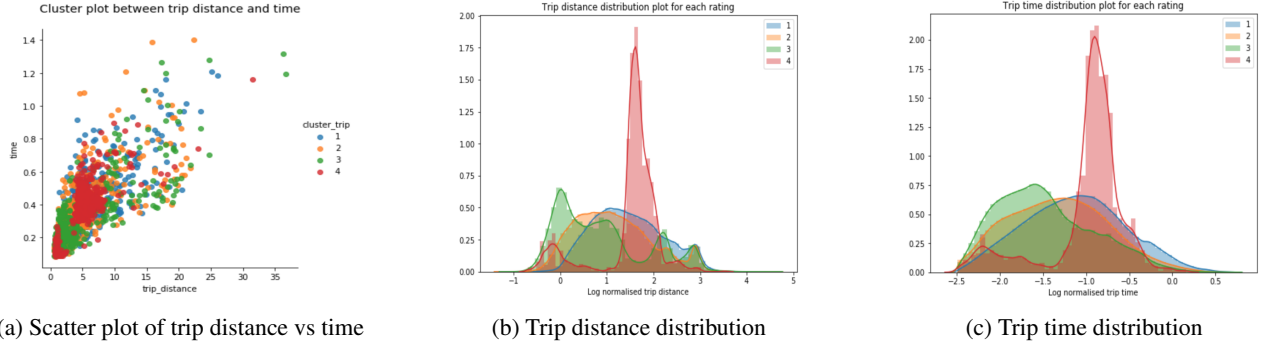 Cluster plot between trip distance and time
1.4
1.2
1.0
0.8
0.6
0.4
0.2
time
0 5 10 15 20 25 30 35
trip_distance
cluster_trip
1
2
3
4
(a) Scatter plot of trip distance vs time
Trip distance distribution plot for each rating
2.00
1.75
1.50
1.25
1.00
0.75
0.50
0.25
0.00
−1 0 1 2 3 4 5
Log normalised trip distance
1
2
3
4
(b) Trip distance distribution
Trip time distribution plot for each rating
2.00
1.75
1.50
1.25
1.00
0.75
0.50
0.25
0.00
−2.5 −2.0 −1.5 −1.0 −0.5 0.0 0.5
Log normalised trip time
1
2
3
4
(c) Trip time distribution